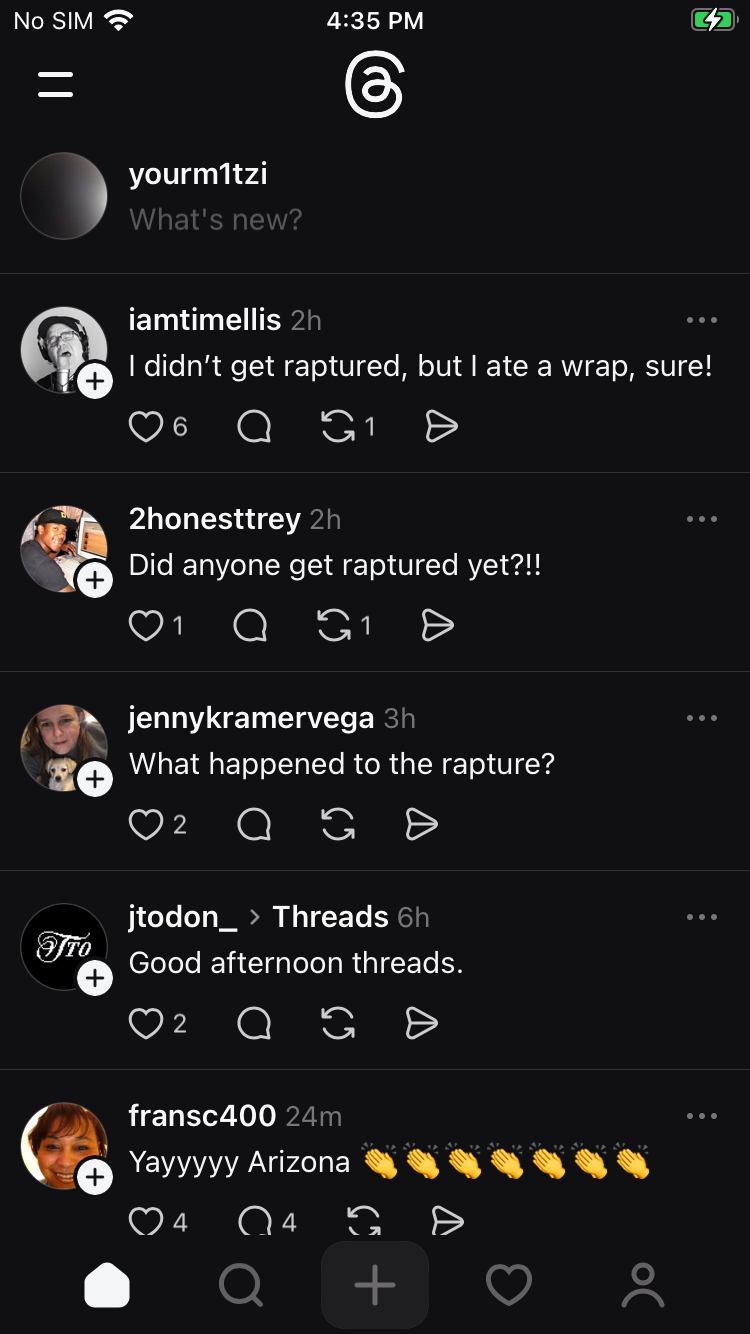 No SIM 4:35 PM
yourm1tzi
What's new?
iamtimellis 2h
I didn’t get raptured, but I ate a wrap, sure!
6 1
2honesttrey 2h
Did anyone get raptured yet?!!
1 1
jennykramervega 3h
What happened to the rapture?
2
jtodon_ > Threads 6h
JTO
Good afternoon threads.
2
fransc400 24m
Yayyyyy Arizona 👏👏👏👏👏👏👏
4 4